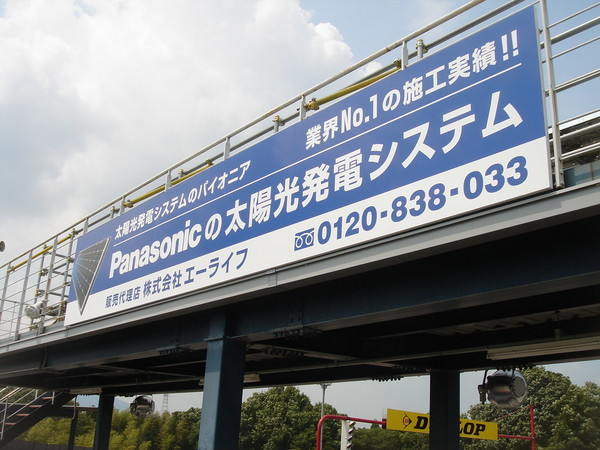 太陽光発電システムのパイオニア 業界No.1の施工実績!!
Panasonicの太陽光発電システム
販売代理店 株式会社エーライフ 0120-838-033
DUNLOP